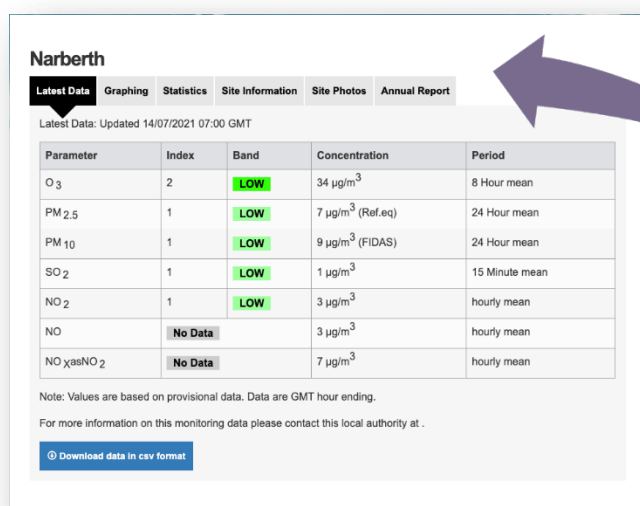 Narberth
Latest Data Graphing Statistics Site Information Site Photos Annual Report
Latest Data: Updated 14/07/2021 07:00 GMT
Parameter Index Band Concentration Period
O3 2 LOW 34 µg/m3 8 Hour mean
PM2.5 1 LOW 7 µg/m3 (Ref.eq) 24 Hour mean
PM10 1 LOW 9 µg/m3 (FIDAS) 24 Hour mean
SO2 1 LOW 1 µg/m3 15 Minute mean
NO2 1 LOW 3 µg/m3 hourly mean
NO No Data 3 µg/m3 hourly mean
NOXasNO2 No Data 7 µg/m3 hourly mean
Note: Values are based on provisional data. Data are GMT hour ending.
For more information on this monitoring data please contact this local authority at .
Download data in csv format